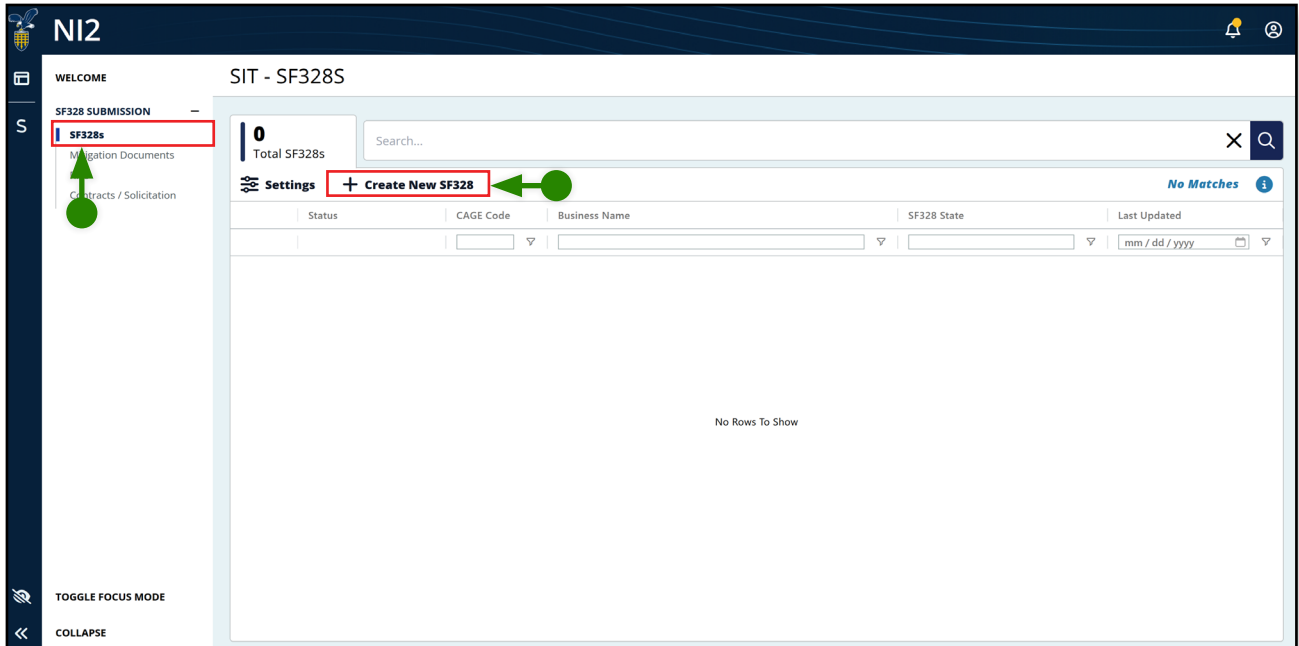 NI2
WELCOME
SIT - SF328S
SF328 SUBMISSION
S
SF328s
0
Total SF328s
Search...
Documents
Contracts / Solicitation
Settings
Create New SF328
No Matches
Status
CAGE Code
Business Name
SF328 State
Last Updated
mm / dd / yyyy
No Rows To Show
TOGGLE FOCUS MODE
COLLAPSE